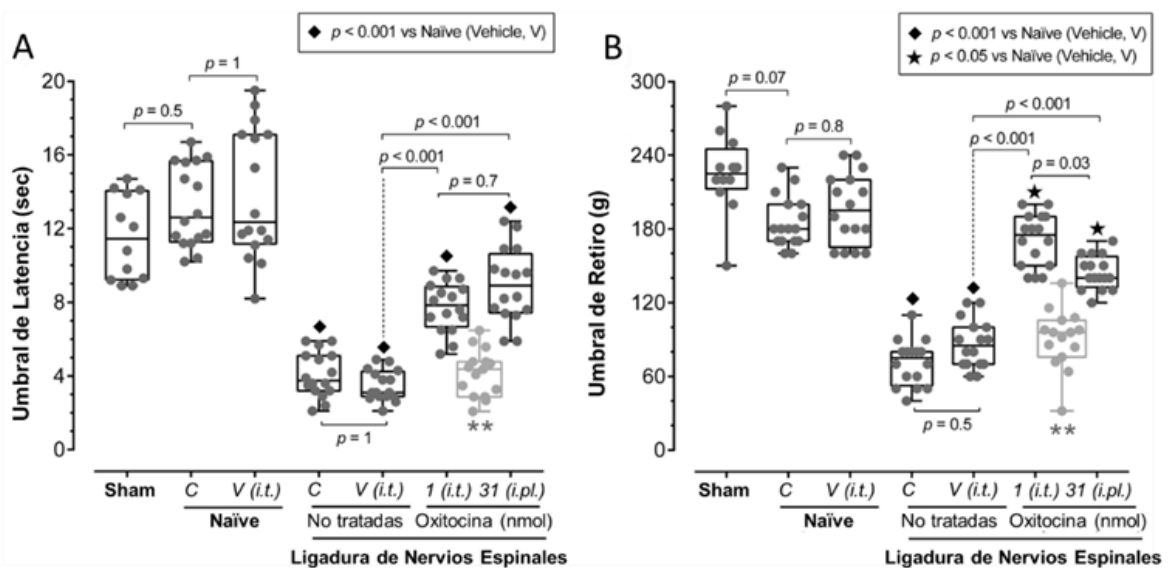 A
◆ p < 0.001 vs Naïve (Vehicle, V)
Umbral de Latencia (sec)
20
16
12
8
4
0
p = 0.5
p = 1
p < 0.001
p < 0.001
p = 0.7
p = 1
**
Sham
C
V (i.t.)
C
V (i.t.)
1 (i.t.)
31 (i.pl.)
Naïve
No tratadas
Oxitocina (nmol)
Ligadura de Nervios Espinales
B
◆ p < 0.001 vs Naïve (Vehicle, V)
★ p < 0.05 vs Naïve (Vehicle, V)
Umbral de Retiro (g)
300
240
180
120
60
0
p = 0.07
p = 0.8
p < 0.001
p < 0.001
p = 0.03
p = 0.5
**
Sham
C
V (i.t.)
C
V (i.t.)
1 (i.t.)
31 (i.pl.)
Naïve
No tratadas
Oxitocina (nmol)
Ligadura de Nervios Espinales